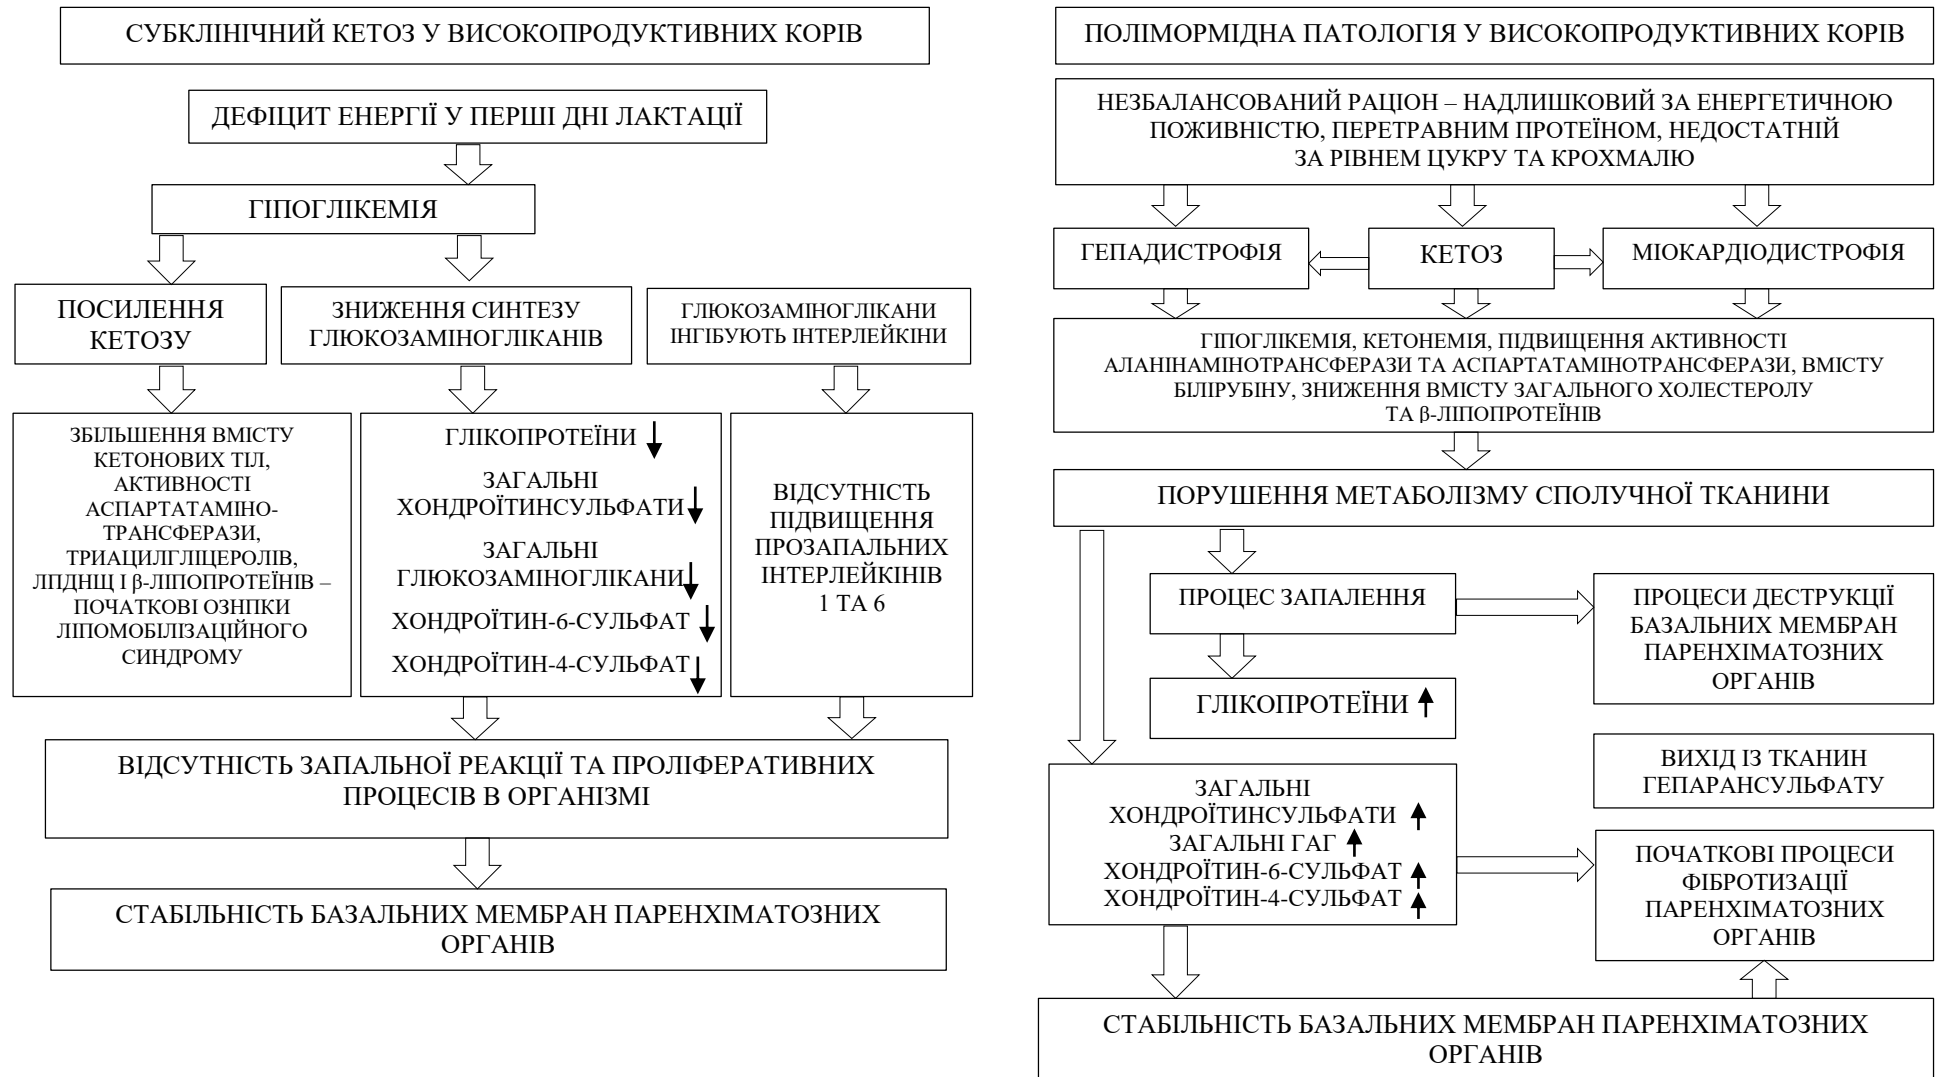 СУБКЛІНІЧНИЙ КЕТОЗ У ВИСОКОПРОДУКТИВНИХ КОРІВ
ДЕФІЦИТ ЕНЕРГІЇ У ПЕРШІ ДНІ ЛАКТАЦІЇ
ГІПОГЛІКЕМІЯ
ПОСИЛЕННЯ
КЕТОЗУ
ЗНИЖЕННЯ СИНТЕЗУ
ГЛЮКОЗАМІНОГЛІКАНІВ
ГЛЮКОЗАМІНОГЛІКАНИ
ІНГІБУЮТЬ ІНТЕРЛЕЙКІНИ
ЗБІЛЬШЕННЯ ВМІСТУ
КЕТОНОВИХ ТІЛ,
АКТИВНОСТІ
АСПАРТАТАМІНО-
ТРАНСФЕРАЗИ,
ТРИАЦИЛГЛІЦЕРОЛІВ,
ЛПДНЩ І β-ЛІПОПРОТЕЇНІВ –
ПОЧАТКОВІ ОЗНПКИ
ЛІПОМОБІЛІЗАЦІЙНОГО
СИНДРОМУ
ГЛІКОПРОТЕЇНИ ↓
ЗАГАЛЬНІ
ХОНДРОЇТИНСУЛЬФАТИ ↓
ЗАГАЛЬНІ
ГЛЮКОЗАМІНОГЛІКАНИ ↓
ХОНДРОЇТИН-6-СУЛЬФАТ ↓
ХОНДРОЇТИН-4-СУЛЬФАТ ↓
ВІДСУТНІСТЬ
ПІДВИЩЕННЯ
ПРОЗАПАЛЬНИХ
ІНТЕРЛЕЙКІНІВ
1 ТА 6
ВІДСУТНІСТЬ ЗАПАЛЬНОЇ РЕАКЦІЇ ТА ПРОЛІФЕРАТИВНИХ
ПРОЦЕСІВ В ОРГАНІЗМІ
СТАБІЛЬНІСТЬ БАЗАЛЬНИХ МЕМБРАН ПАРЕНХІМАТОЗНИХ
ОРГАНІВ
ПОЛІМОРМІДНА ПАТОЛОГІЯ У ВИСОКОПРОДУКТИВНИХ КОРІВ
НЕЗБАЛАНСОВАНИЙ РАЦІОН – НАДЛИШКОВИЙ ЗА ЕНЕРГЕТИЧНОЮ
ПОЖИВНІСТЮ, ПЕРЕТРАВНИМ ПРОТЕЇНОМ, НЕДОСТАТНІЙ
ЗА РІВНЕМ ЦУКРУ ТА КРОХМАЛЮ
ГЕПАДИСТРОФІЯ
КЕТОЗ
МІОКАРДІОДИСТРОФІЯ
ГІПОГЛІКЕМІЯ, КЕТОНЕМІЯ, ПІДВИЩЕННЯ АКТИВНОСТІ
АЛАНІНАМІНОТРАНСФЕРАЗИ ТА АСПАРТАТАМІНОТРАНСФЕРАЗИ, ВМІСТУ
БІЛІРУБІНУ, ЗНИЖЕННЯ ВМІСТУ ЗАГАЛЬНОГО ХОЛЕСТЕРОЛУ
ТА β-ЛІПОПРОТЕЇНІВ
ПОРУШЕННЯ МЕТАБОЛІЗМУ СПОЛУЧНОЇ ТКАНИНИ
ПРОЦЕС ЗАПАЛЕННЯ
ПРОЦЕСИ ДЕСТРУКЦІЇ
БАЗАЛЬНИХ МЕМБРАН
ПАРЕНХІМАТОЗНИХ
ОРГАНІВ
ГЛІКОПРОТЕЇНИ ↑
ВИХІД ІЗ ТКАНИН
ГЕПАРАНСУЛЬФАТУ
ЗАГАЛЬНІ
ХОНДРОЇТИНСУЛЬФАТИ ↑
ЗАГАЛЬНІ ГАГ ↑
ХОНДРОЇТИН-6-СУЛЬФАТ ↑
ХОНДРОЇТИН-4-СУЛЬФАТ ↑
ПОЧАТКОВІ ПРОЦЕСИ
ФІБРОТИЗАЦІЇ
ПАРЕНХІМАТОЗНИХ
ОРГАНІВ
СТАБІЛЬНІСТЬ БАЗАЛЬНИХ МЕМБРАН ПАРЕНХІМАТОЗНИХ
ОРГАНІВ